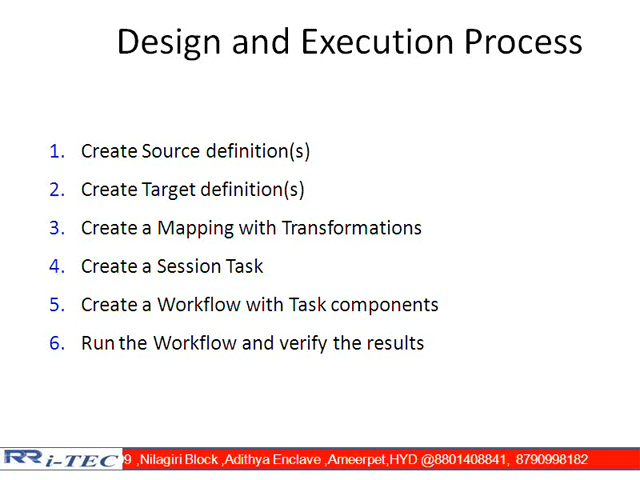 Design and Execution Process
1. Create Source definition(s)
2. Create Target definition(s)
3. Create a Mapping with Transformations
4. Create a Session Task
5. Create a Workflow with Task components
6. Run the Workflow and verify the results
RR i-TEC 9 ,Nilagiri Block ,Adithya Enclave ,Ameerpet,HYD @8801408841, 8790998182